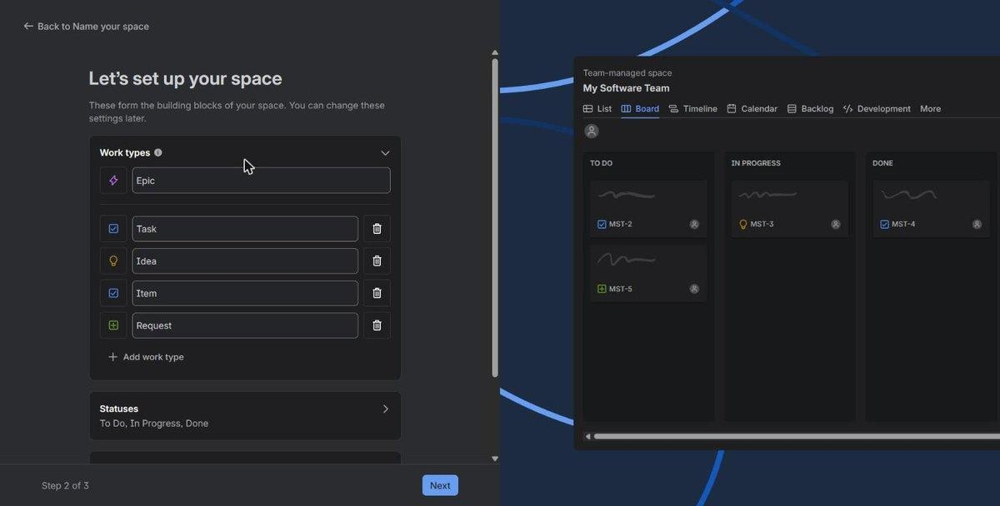 Back to Name your space
Let's set up your space
These form the building blocks of your space. You can change these
settings later.
Work types
Epic
Task
Idea
Item
Request
Add work type
Statuses
To Do, In Progress, Done
Step 2 of 3
Next
Team-managed space
My Software Team
List Board Timeline Calendar Backlog Development More
TO DO
MST-2
MST-5
IN PROGRESS
MST-3
DONE
MST-4